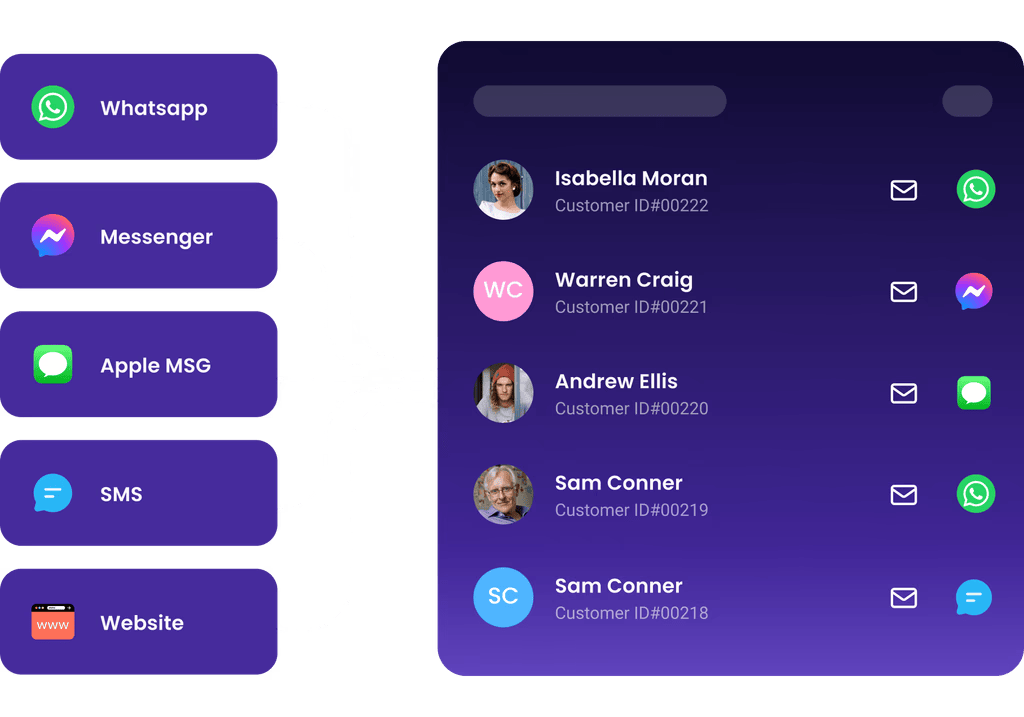 Whatsapp
Messenger
Apple MSG
SMS
www
Website
Isabella Moran
Customer ID#00222
WC
Warren Craig
Customer ID#00221
Andrew Ellis
Customer ID#00220
Sam Conner
Customer ID#00219
SC
Sam Conner
Customer ID#00218